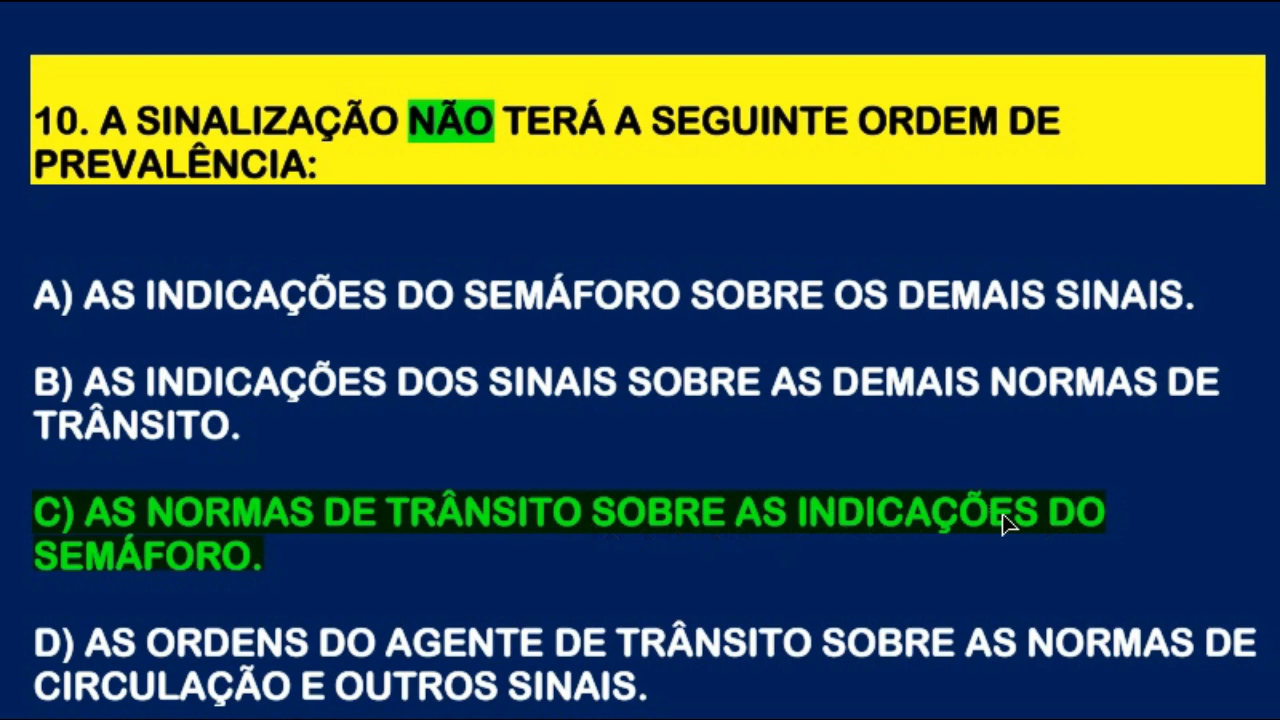 10. A SINALIZAÇÃO NÃO TERÁ A SEGUINTE ORDEM DE
PREVALÊNCIA:
A) AS INDICAÇÕES DO SEMÁFORO SOBRE OS DEMAIS SINAIS.
B) AS INDICAÇÕES DOS SINAIS SOBRE AS DEMAIS NORMAS DE
TRÂNSITO.
C) AS NORMAS DE TRÂNSITO SOBRE AS INDICAÇÕES DO
SEMÁFORO.
D) AS ORDENS DO AGENTE DE TRÂNSITO SOBRE AS NORMAS DE
CIRCULAÇÃO E OUTROS SINAIS.